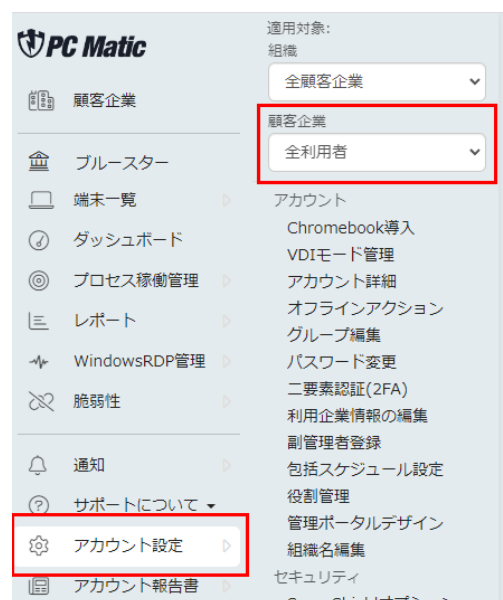 PC Matic
顧客企業
ブルースター
端末一覧
ダッシュボード
プロセス稼働管理
レポート
WindowsRDP管理
脆弱性
通知
サポートについて
アカウント設定
アカウント報告書
適用対象:
組織
全顧客企業
顧客企業
全利用者
アカウント
Chromebook導入
VDIモード管理
アカウント詳細
オフラインアクション
グループ編集
パスワード変更
二要素認証(2FA)
利用企業情報の編集
副管理者登録
包括スケジュール設定
役割管理
管理ポータルデザイン
組織名編集
セキュリティ